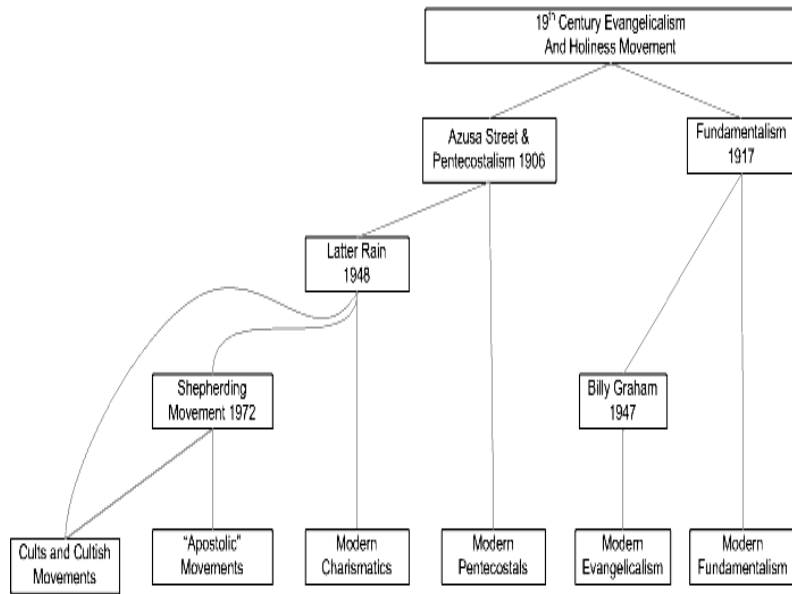 19th Century Evangelicalism
And Holiness Movement
Azusa Street &
Pentecostalism 1906
Fundamentalism
1917
Latter Rain
1948
Shepherding
Movement 1972
Billy Graham
1947
Cults and Cultish
Movements
"Apostolic"
Movements
Modern
Charismatics
Modern
Pentecostals
Modern
Evangelicalism
Modern
Fundamentalism